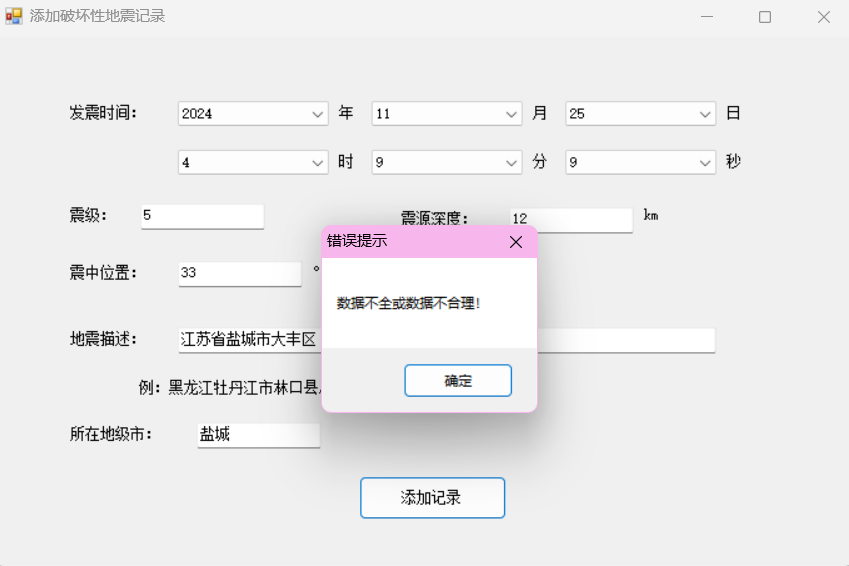 添加破坏性地震记录
发震时间： 2024 年 11 月 25 日
4 时 9 分 9 秒
震级： 5 震源深度： 12 km
错误提示
震中位置： 33 °
数据不全或数据不合理！
地震描述： 江苏省盐城市大丰区
确定
例：黑龙江牡丹江市林口县
所在地级市： 盐城
添加记录